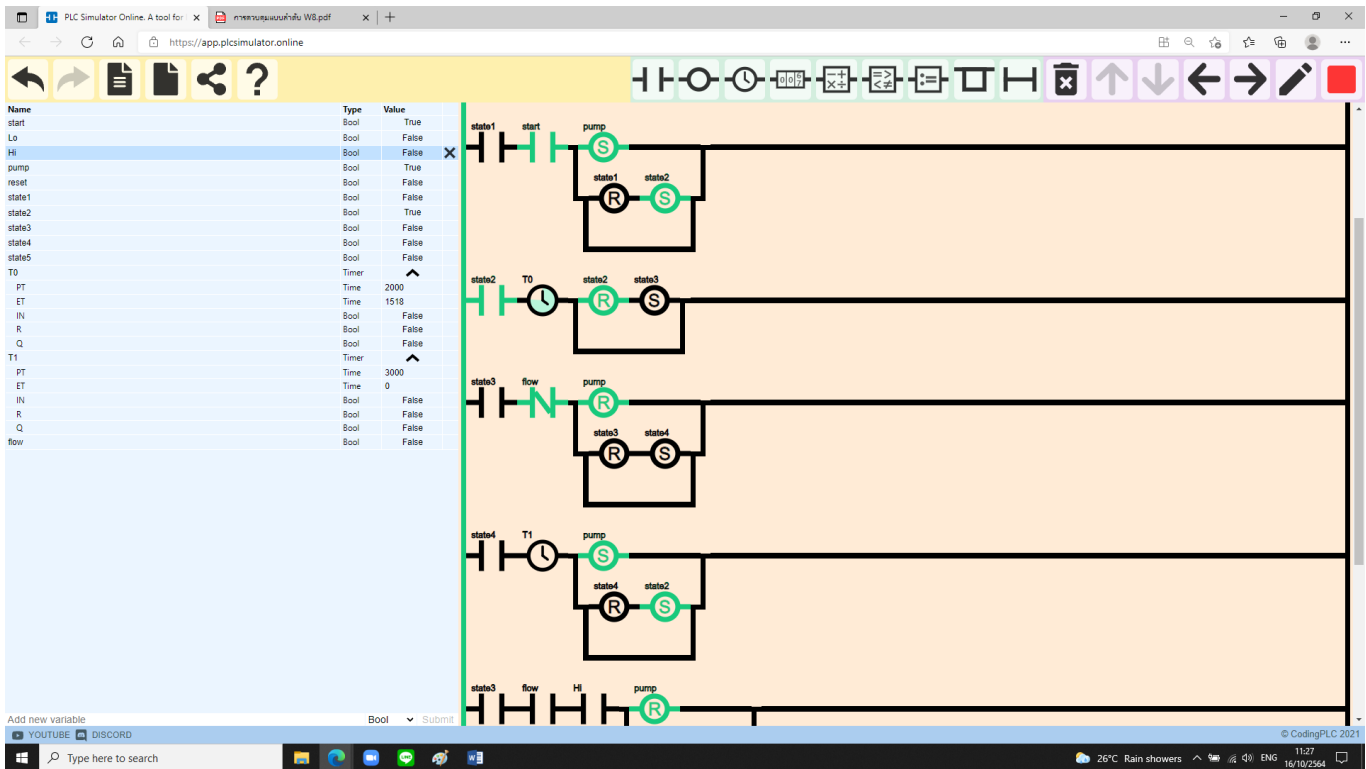 PLC Simulator Online. A tool for
การควบคุมแบบลำดับ W8.pdf
https://app.plcsimulator.online
Name Type Value
start Bool True
Lo Bool False
Hi Bool False
pump Bool True
reset Bool False
state1 Bool False
state2 Bool True
state3 Bool False
state4 Bool False
state5 Bool False
T0 Timer
PT Time 2000
ET Time 1518
IN Bool False
R Bool False
Q Bool False
T1 Timer
PT Time 3000
ET Time 0
IN Bool False
R Bool False
Q Bool False
flow Bool False
state1 start pump
S
state1 state2
R S
state2 T0 state2 state3
R S
state3 flow pump
R
state3 state4
R S
state4 T1 pump
S
state4 state2
R S
state3 flow Hi pump
R
Add new variable Bool Submit
YOUTUBE DISCORD © CodingPLC 2021
Type here to search
26°C Rain showers ENG 11:27
16/10/2564